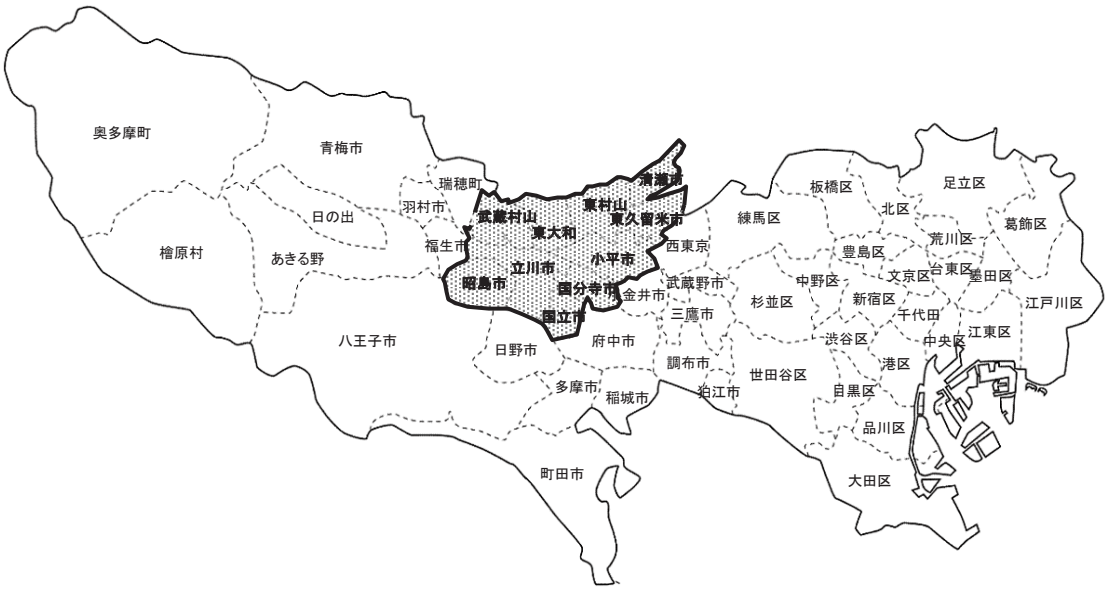 奥多摩町
青梅市
瑞穂町
羽村市
日の出
檜原村
あきる野
福生市
八王子市
日野市
多摩市
稲城市
町田市
清瀬市
東村山
武蔵村山
東久留米市
東大和
立川市
小平市
昭島市
国分寺市
国立市
西東京
金井市
武蔵野市
三鷹市
府中市
調布市
狛江市
練馬区
板橋区
北区
足立区
葛飾区
荒川区
豊島区
文京区
台東区
墨田区
中野区
杉並区
新宿区
千代田
江戸川区
渋谷区
中央区
江東区
港区
世田谷区
目黒区
品川区
大田区